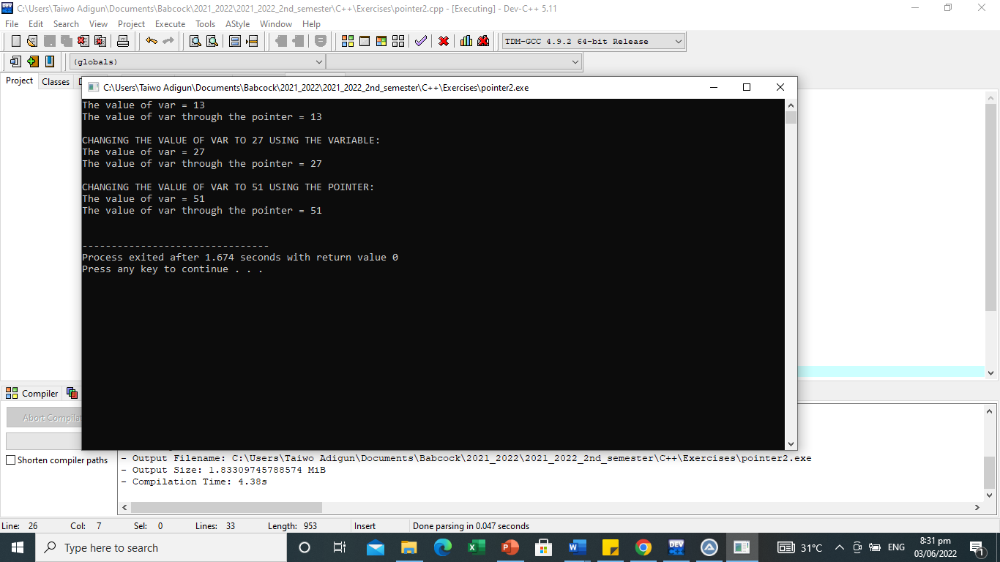 C:\Users\Taiwo Adigun\Documents\Babcock\2021_2022\2021_2022_2nd_semester\C++\Exercises\pointer2.cpp - [Executing] - Dev-C++ 5.11
File Edit Search View Project Execute Tools AStyle Window Help
TDM-GCC 4.9.2 64-bit Release
(globals)
Project Classes
C:\Users\Taiwo Adigun\Documents\Babcock\2021_2022\2021_2022_2nd_semester\C++\Exercises\pointer2.exe
The value of var = 13
The value of var through the pointer = 13
CHANGING THE VALUE OF VAR TO 27 USING THE VARIABLE:
The value of var = 27
The value of var through the pointer = 27
CHANGING THE VALUE OF VAR TO 51 USING THE POINTER:
The value of var = 51
The value of var through the pointer = 51
--------------------------------
Process exited after 1.674 seconds with return value 0
Press any key to continue . . .
Compiler
Abort Compilat
Shorten compiler paths
- Output Filename: C:\Users\Taiwo Adigun\Documents\Babcock\2021_2022\2021_2022_2nd_semester\C++\Exercises\pointer2.exe
- Output Size: 1.83309745788574 MiB
- Compilation Time: 4.38s
Line: 26 Col: 7 Sel: 0 Lines: 33 Length: 953 Insert Done parsing in 0.047 seconds
Type here to search
DEV
31°C
ENG
8:31 pm
03/06/2022
1